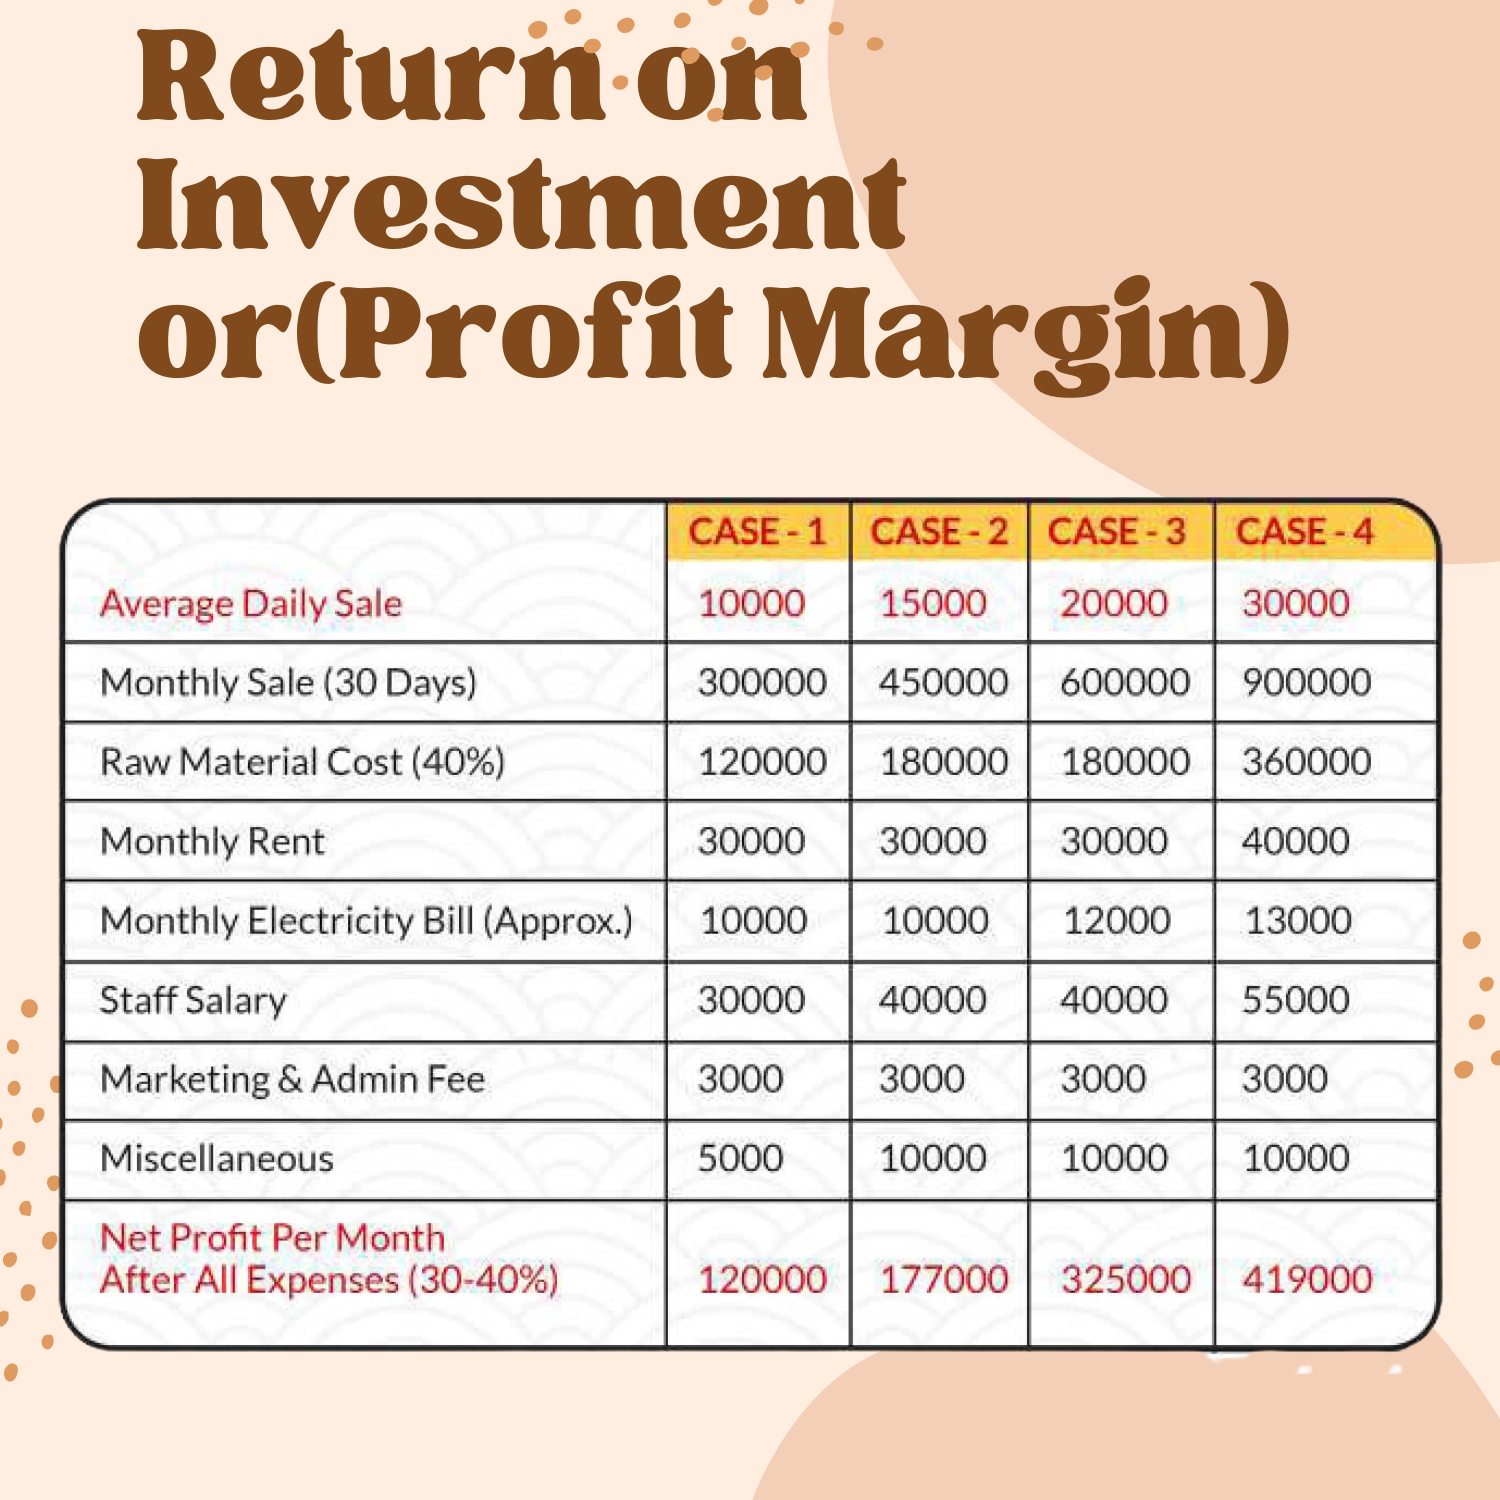 Return on
Investment
or(Profit Margin)
CASE - 1 CASE - 2 CASE - 3 CASE - 4
Average Daily Sale 10000 15000 20000 30000
Monthly Sale (30 Days) 300000 450000 600000 900000
Raw Material Cost (40%) 120000 180000 180000 360000
Monthly Rent 30000 30000 30000 40000
Monthly Electricity Bill (Approx.) 10000 10000 12000 13000
Staff Salary 30000 40000 40000 55000
Marketing & Admin Fee 3000 3000 3000 3000
Miscellaneous 5000 10000 10000 10000
Net Profit Per Month
After All Expenses (30-40%) 120000 177000 325000 419000